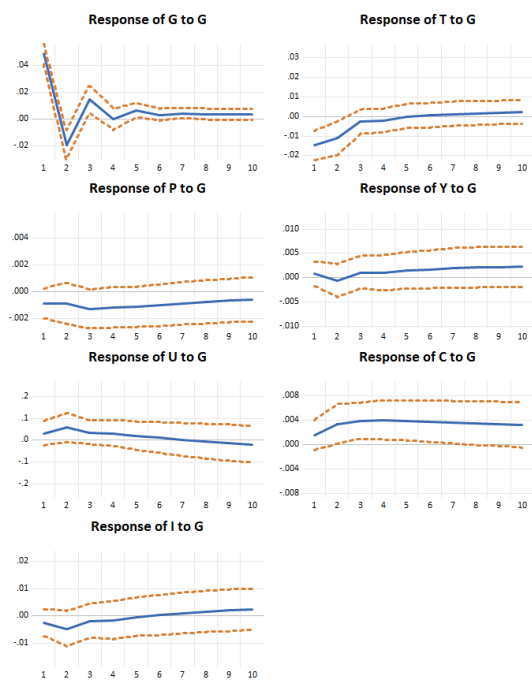 Response of G to G
.04
.02
.00
-.02
1 2 3 4 5 6 7 8 9 10
Response of T to G
.03
.02
.01
.00
-.01
.02
1 2 3 4 5 6 7 8 9 10
Response of P to G
.004
.002
.000
-.002
1 2 3 4 5 6 7 8 9 10
Response of Y to G
.010
.005
.000
-.005
-.010
1 2 3 4 5 6 7 8 9 10
Response of U to G
.2
.1
.0
-.1
-.2
1 2 3 4 5 6 7 8 9 10
Response of C to G
.008
.004
.000
-.004
-.008
1 2 3 4 5 6 7 8 9 10
Response of I to G
.02
.01
.00
-.01
1 2 3 4 5 6 7 8 9 10